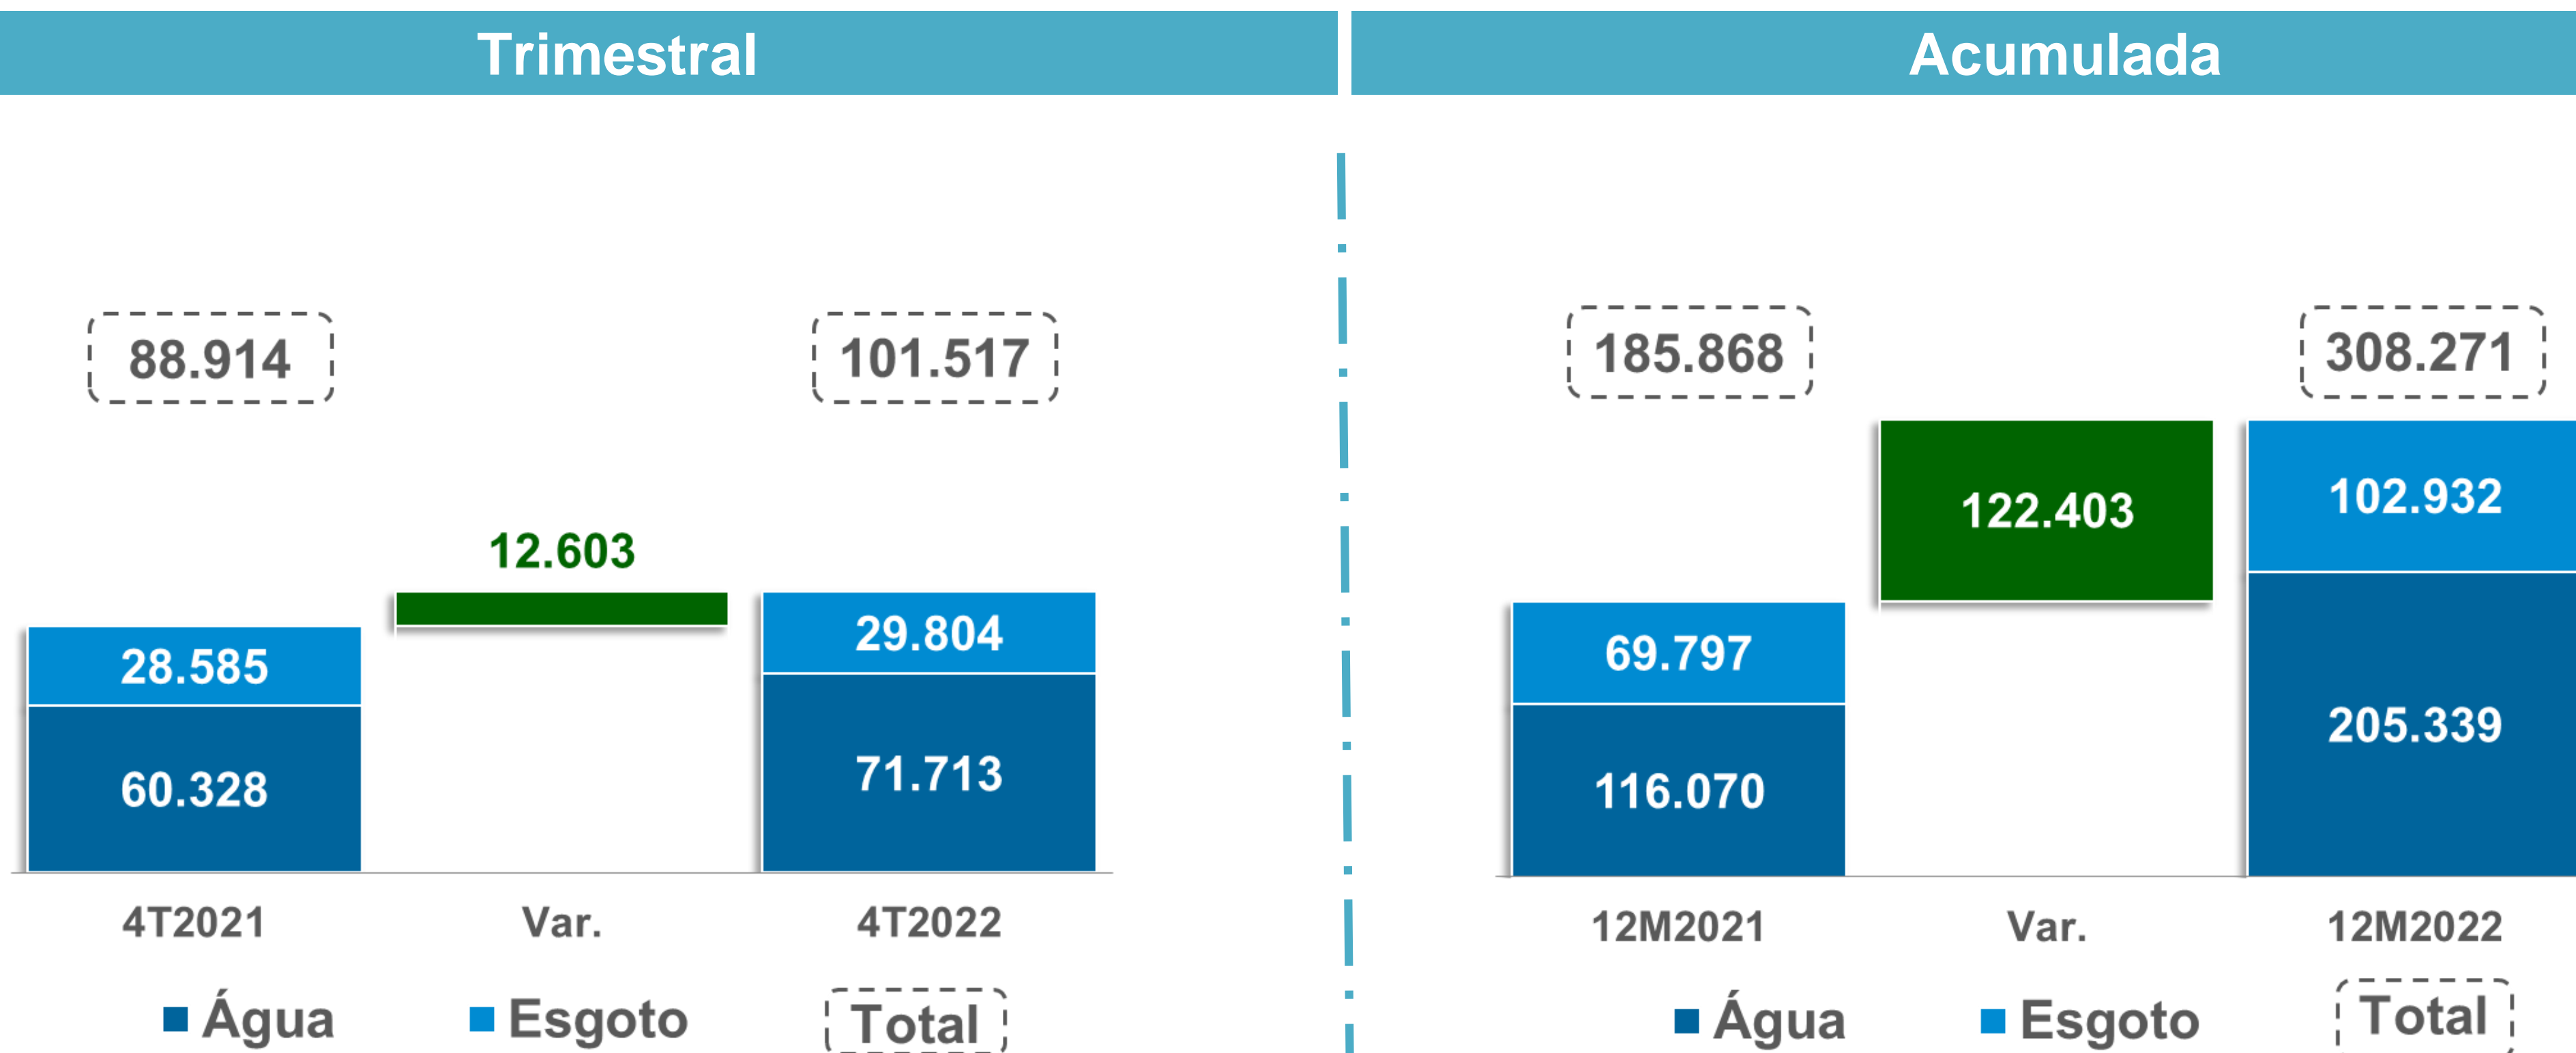 Trimestral
88.914
101.517
12.603
28.585
29.804
60.328
71.713
4T2021 Var. 4T2022
Água Esgoto Total
Acumulada
185.868
308.271
122.403
102.932
69.797
205.339
116.070
12M2021 Var. 12M2022
Água Esgoto Total